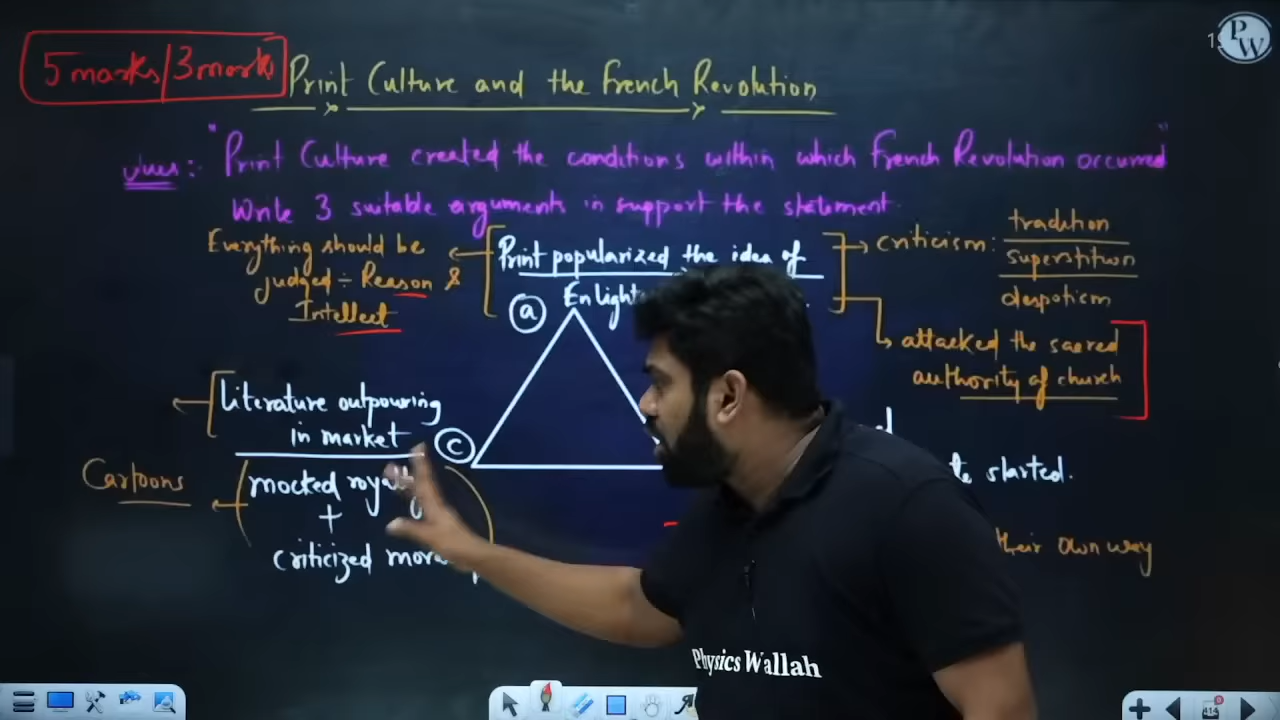 5 marks/3 marks
Print Culture and the French Revolution
"Print Culture created the conditions within which French Revolution occurred"
Write 3 suitable arguments in support the statement.
Everything should be
judged ÷ Reason &
Intellect
Print popularized the idea of
Enlight
a
criticism: tradition
superstition
despotism
attacked the sacred
authority of church
Literature outpouring
in market
c
Cartoons
mocked roya
+
criticized mora
started.
their own way
Physics Wallah
PW
414